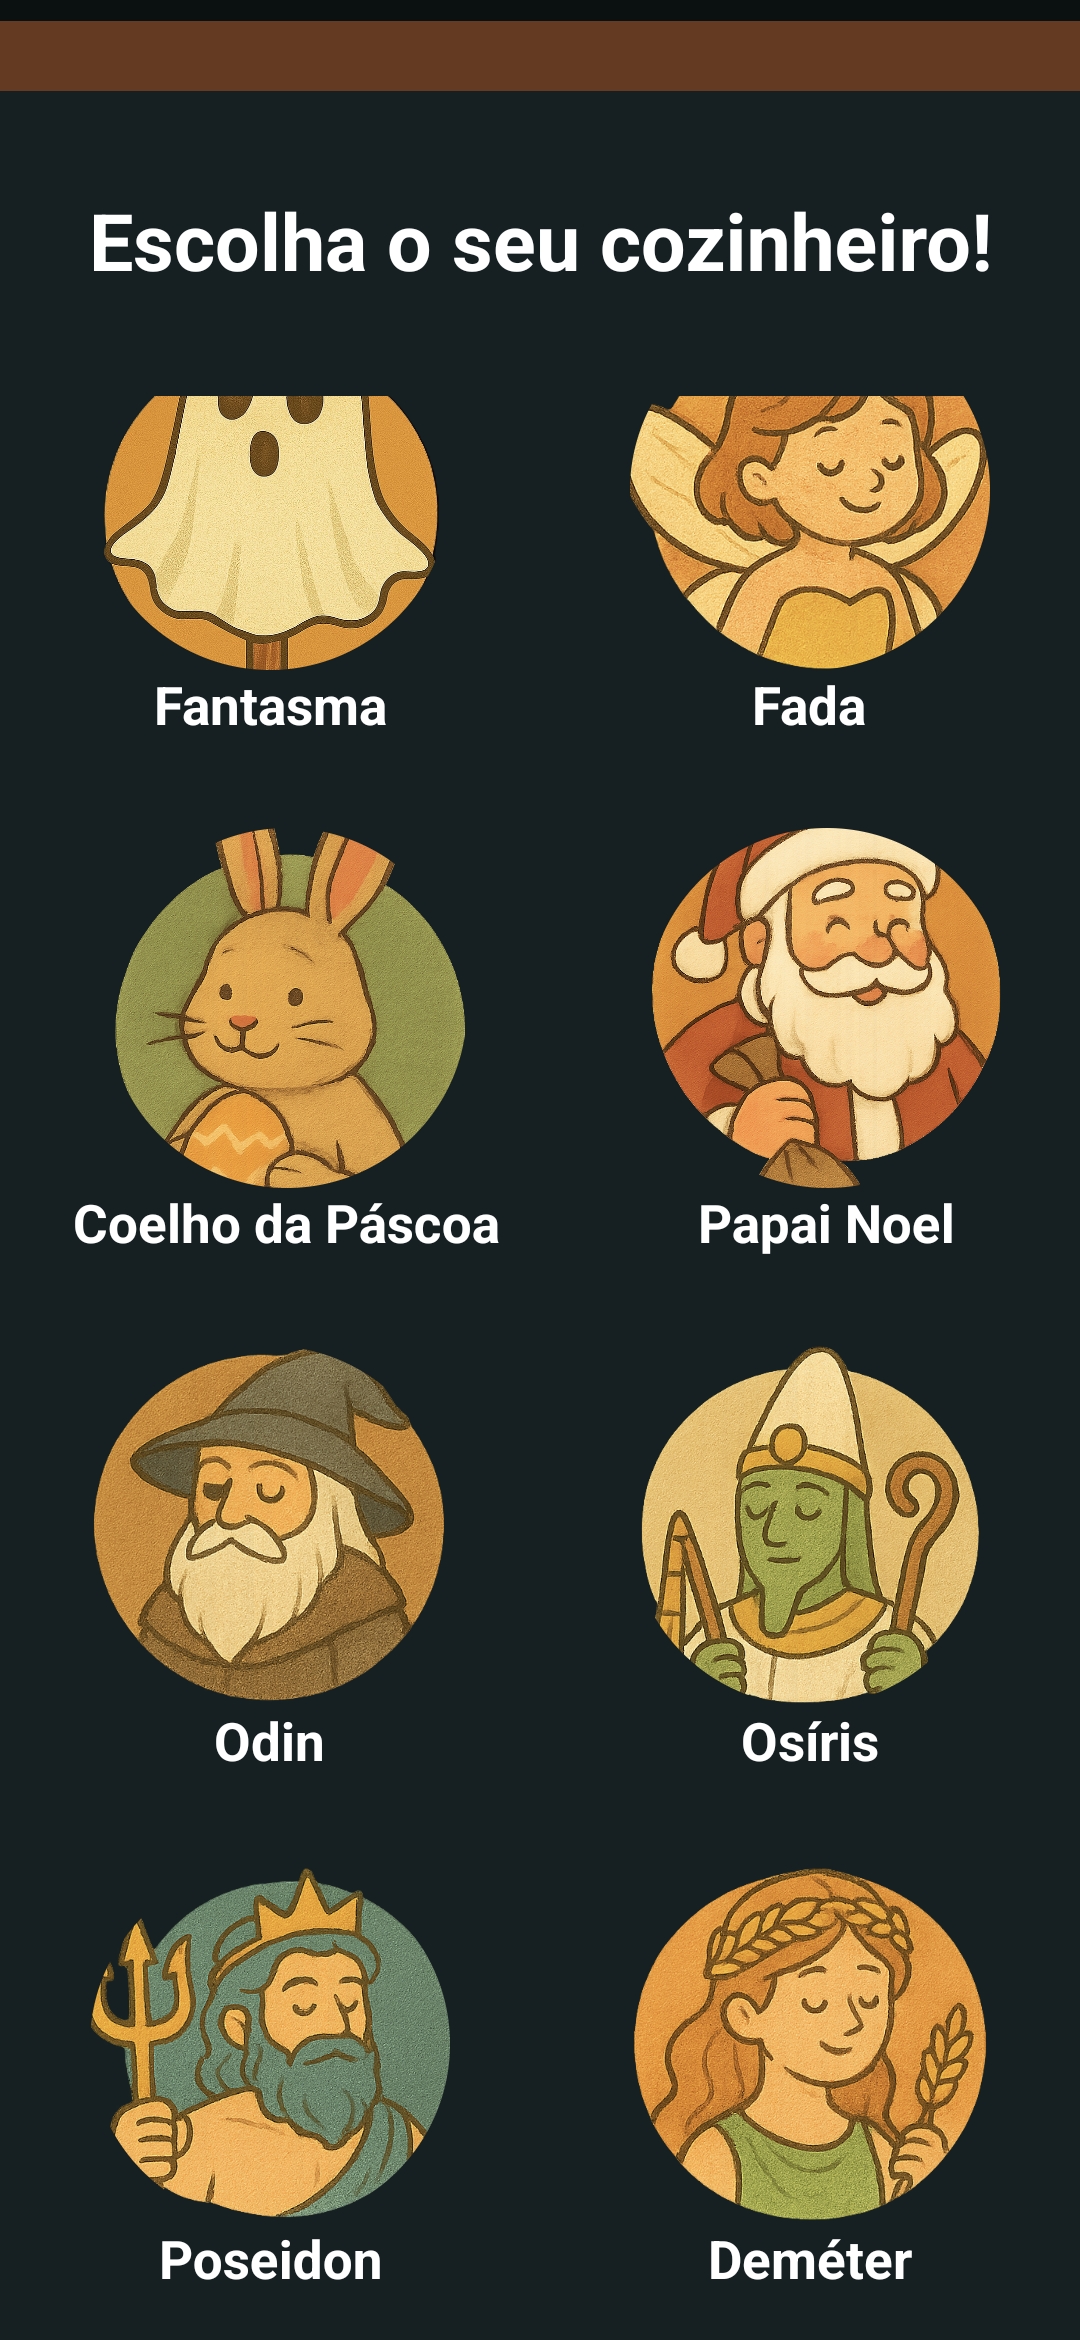 Escolha o seu cozinheiro!
Fantasma
Fada
Coelho da Páscoa
Papai Noel
Odin
Osíris
Poseidon
Deméter